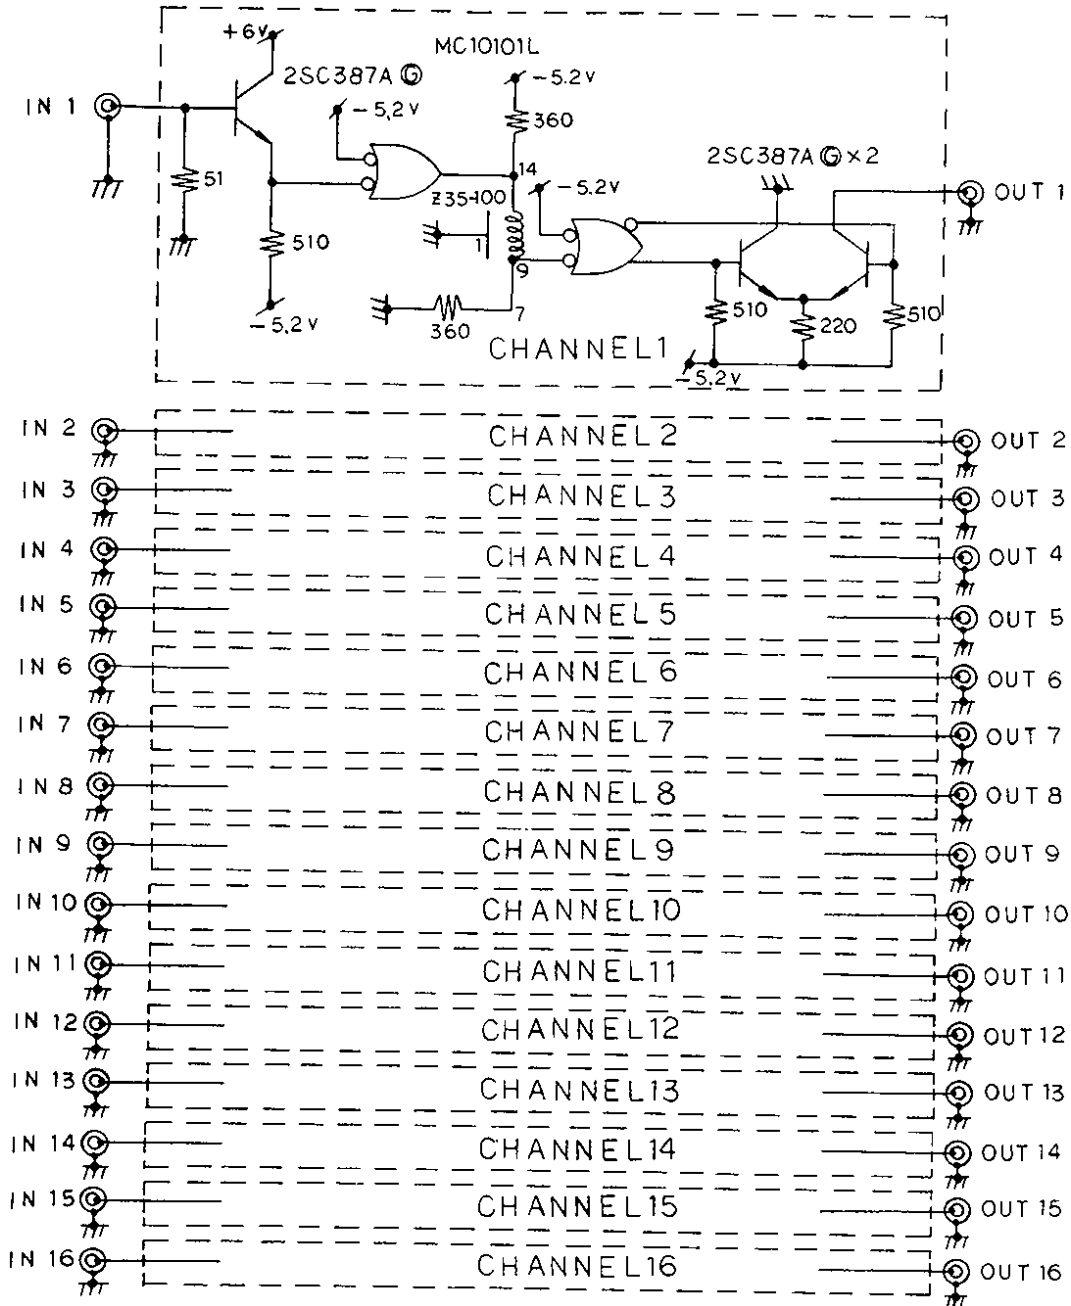 +6V
MC10101L
2SC387A Ⓖ
-5.2V
IN 1
-5,2V
360
2SC387A Ⓖ×2
14
51
Z35-100
-5.2V
OUT 1
510
1
9
-5,2V
7
510
220
510
360
CHANNEL1
-5.2V
IN 2 CHANNEL2 OUT 2
IN 3 CHANNEL3 OUT 3
IN 4 CHANNEL4 OUT 4
IN 5 CHANNEL5 OUT 5
IN 6 CHANNEL6 OUT 6
IN 7 CHANNEL7 OUT 7
IN 8 CHANNEL8 OUT 8
IN 9 CHANNEL9 OUT 9
IN 10 CHANNEL10 OUT 10
IN 11 CHANNEL11 OUT 11
IN 12 CHANNEL12 OUT 12
IN 13 CHANNEL13 OUT 13
IN 14 CHANNEL14 OUT 14
IN 15 CHANNEL15 OUT 15
IN 16 CHANNEL16 OUT 16